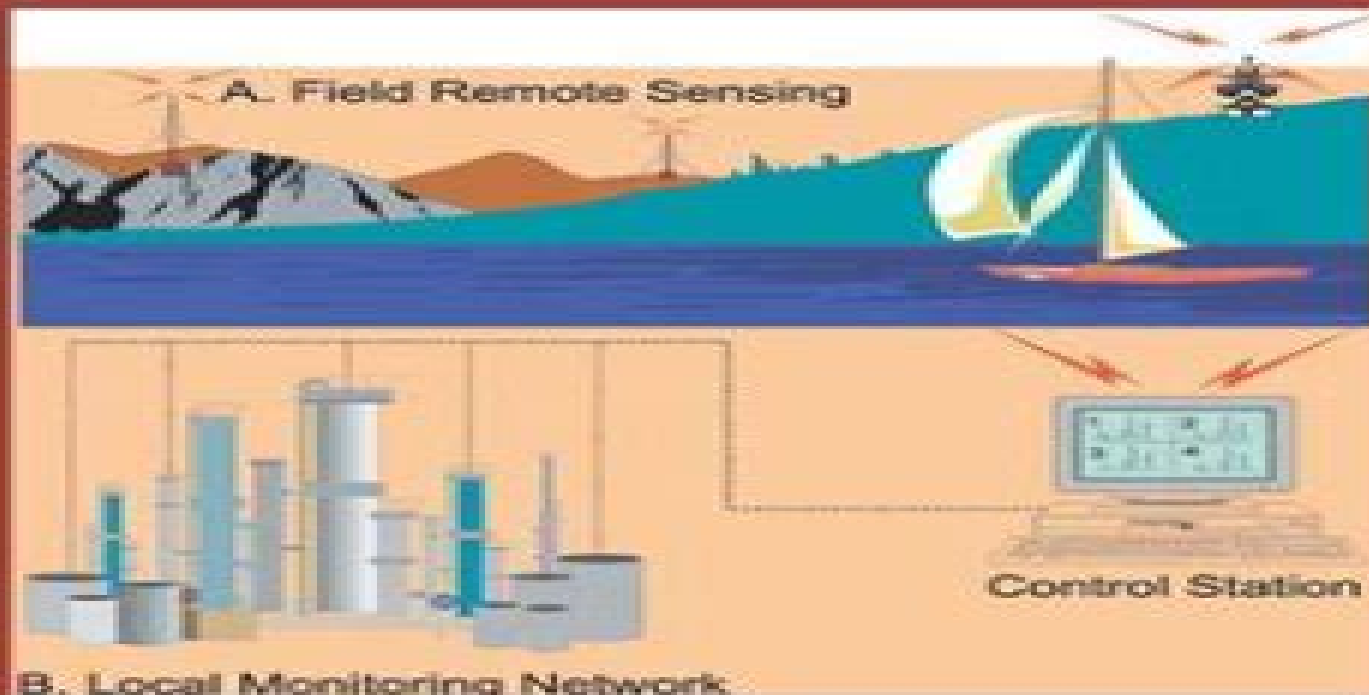 A. Field Remote Sensing
Control Station
B. Local Monitoring Network